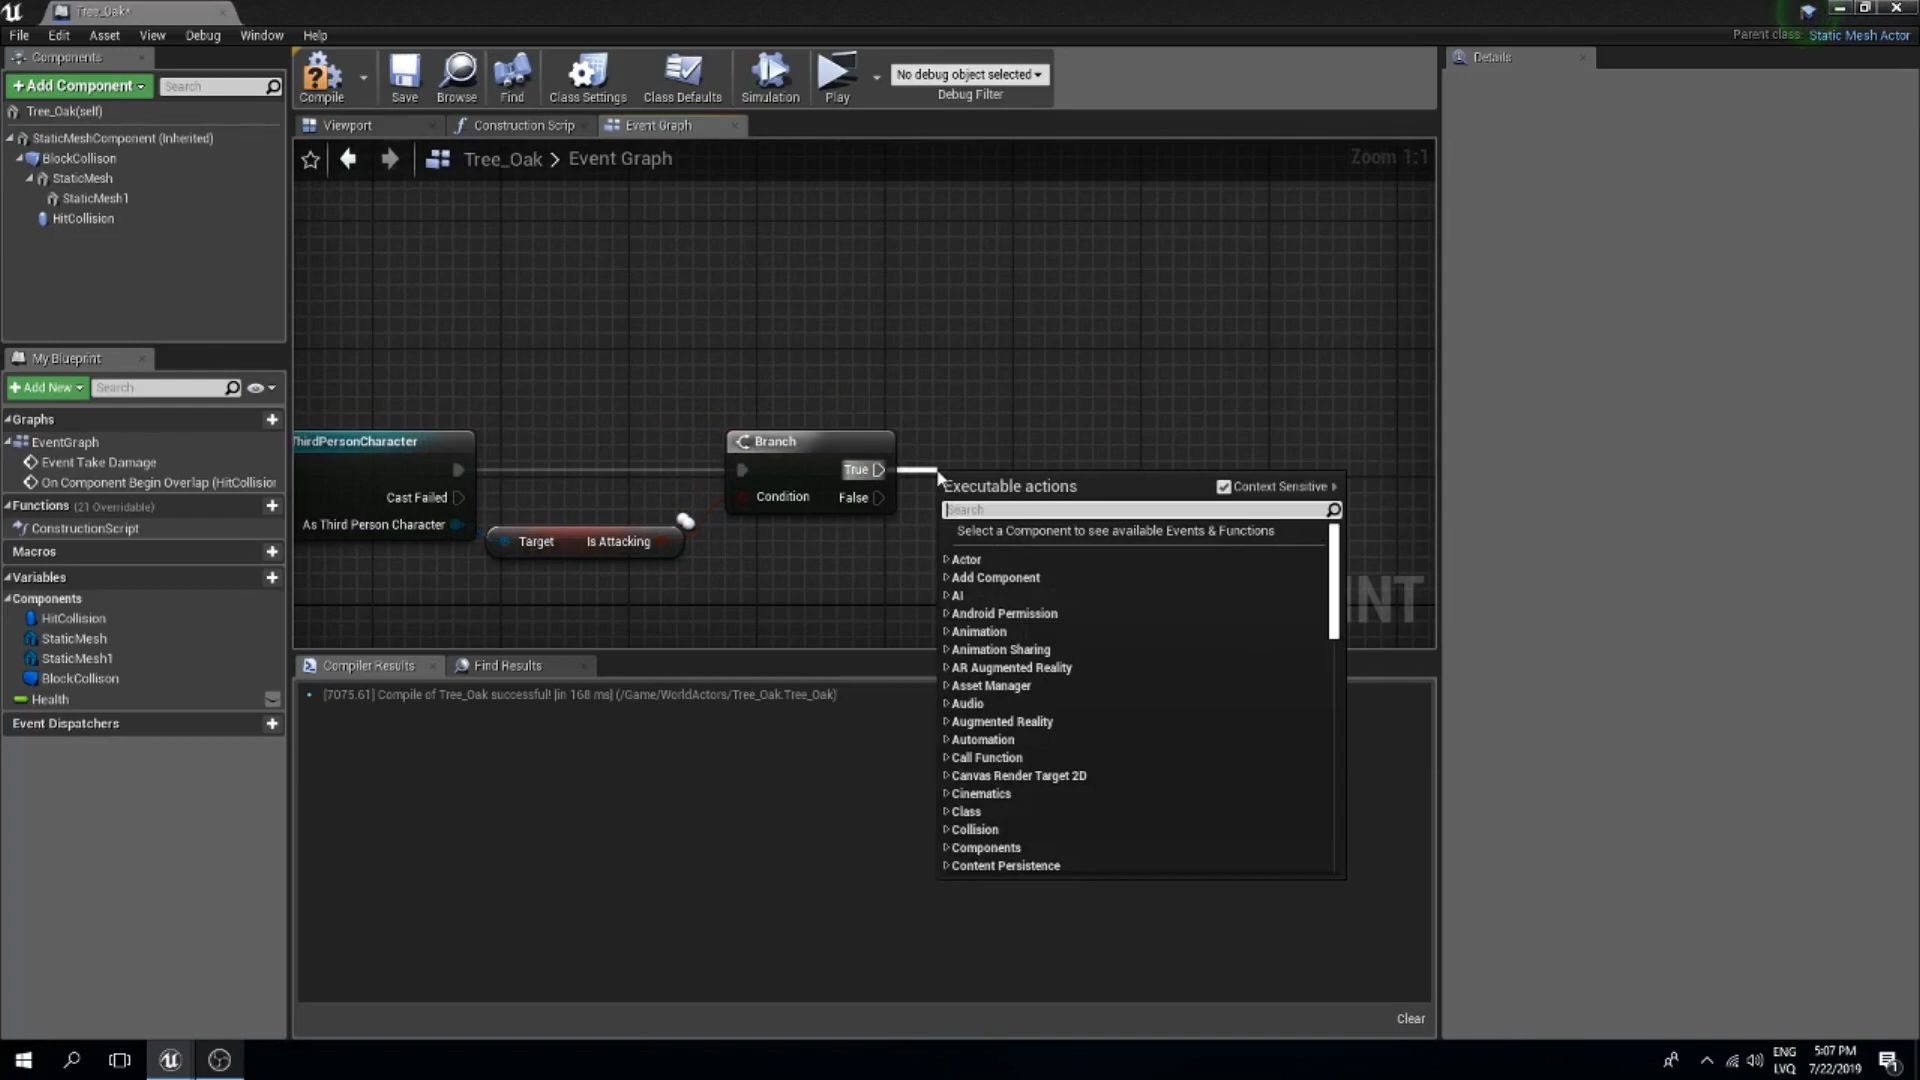 Tree_Oak*
File Edit Asset View Debug Window Help
Parent class: Static Mesh Actor
Components
+Add Component
Search
Tree_Oak(self)
StaticMeshComponent (Inherited)
BlockCollison
StaticMesh
StaticMesh1
HitCollision
Compile Save Browse Find Class Settings Class Defaults Simulation Play
No debug object selected
Debug Filter
Details
Viewport Construction Scrip Event Graph
Tree_Oak > Event Graph
Zoom 1:1
My Blueprint
+Add New
Search
Graphs
EventGraph
Event Take Damage
On Component Begin Overlap (HitCollision
Functions (21 Overridable)
ConstructionScript
Macros
Variables
Components
HitCollision
StaticMesh
StaticMesh1
BlockCollison
Health
Event Dispatchers
ThirdPersonCharacter
Cast Failed
As Third Person Character
Target Is Attacking
Branch
True
Condition False
Executable actions
Context Sensitive
Search
Select a Component to see available Events & Functions
Actor
Add Component
AI
Android Permission
Animation
Animation Sharing
AR Augmented Reality
Asset Manager
Audio
Augmented Reality
Automation
Call Function
Canvas Render Target 2D
Cinematics
Class
Collision
Components
Content Persistence
INT
Compiler Results Find Results
[7075.61] Compile of Tree_Oak successful! [in 168 ms] (/Game/WorldActors/Tree_Oak.Tree_Oak)
Clear
ENG
LVQ
5:07 PM
7/22/2019
1